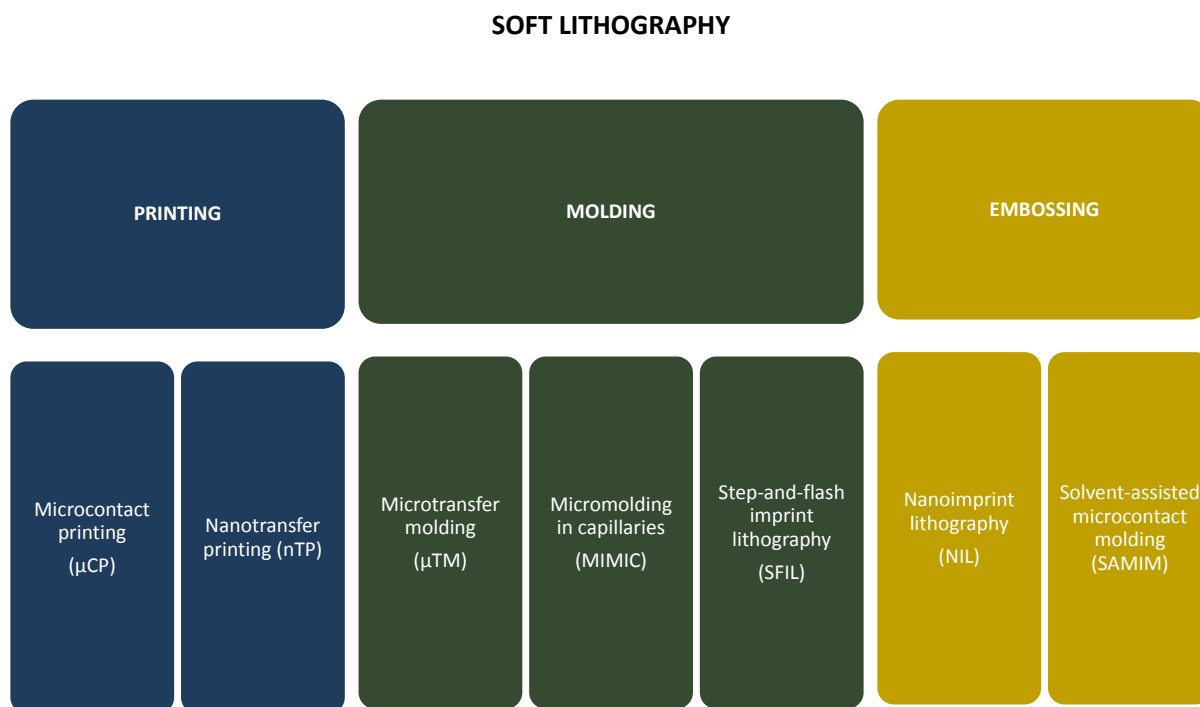 SOFT LITHOGRAPHY
PRINTING
MOLDING
EMBOSSING
Microcontact
printing
(µCP)
Nanotransfer
printing (nTP)
Microtransfer
molding
(µTM)
Micromolding
in capillaries
(MIMIC)
Step-and-flash
imprint
lithography
(SFIL)
Nanoimprint
lithography
(NIL)
Solvent-assisted
microcontact
molding
(SAMIM)